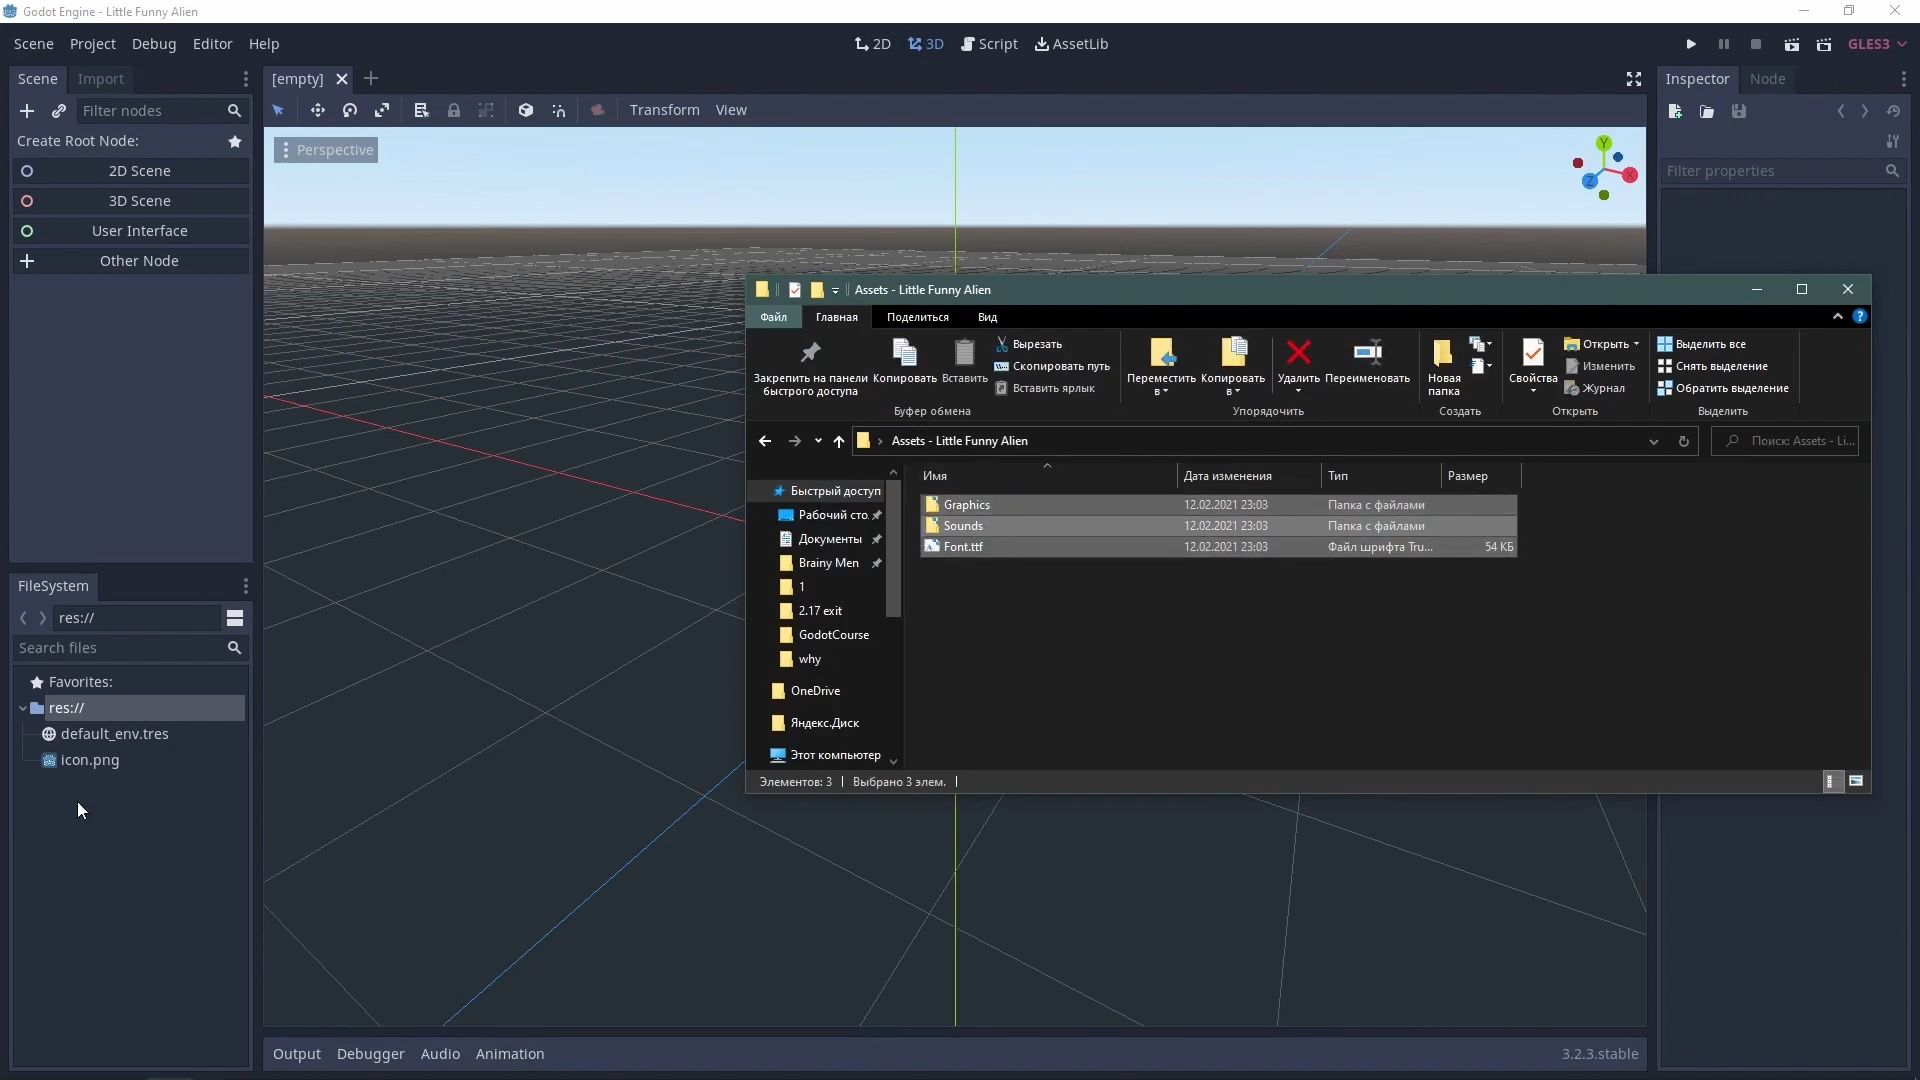 Godot Engine - Little Funny Alien
Scene Project Debug Editor Help
2D 3D Script AssetLib
GLES3
Scene Import
[empty]
Inspector Node
Filter nodes
Transform View
Create Root Node:
Perspective
Y
X
Z
2D Scene
3D Scene
User Interface
Other Node
Filter properties
Assets - Little Funny Alien
Файл Главная Поделиться Вид
Закрепить на панели быстрого доступа
Копировать
Вставить
Вырезать
Скопировать путь
Вставить ярлык
Переместить в
Копировать в
Удалить
Переименовать
Новая папка
Свойства
Открыть
Изменить
Журнал
Выделить все
Снять выделение
Обратить выделение
Буфер обмена Упорядочить Создать Открыть Выделить
Assets - Little Funny Alien
Поиск: Assets - Li...
Имя Дата изменения Тип Размер
Graphics 12.02.2021 23:03 Папка с файлами
Sounds 12.02.2021 23:03 Папка с файлами
Font.ttf 12.02.2021 23:03 Файл шрифта Tru... 54 КБ
Быстрый доступ
Рабочий сто.
Документы
Brainy Men
1
2.17 exit
GodotCourse
why
OneDrive
Яндекс.Диск
Этот компьютер
Элементов: 3 Выбрано 3 элем.
FileSystem
res://
Search files
Favorites:
res://
default_env.tres
icon.png
Output Debugger Audio Animation
3.2.3.stable